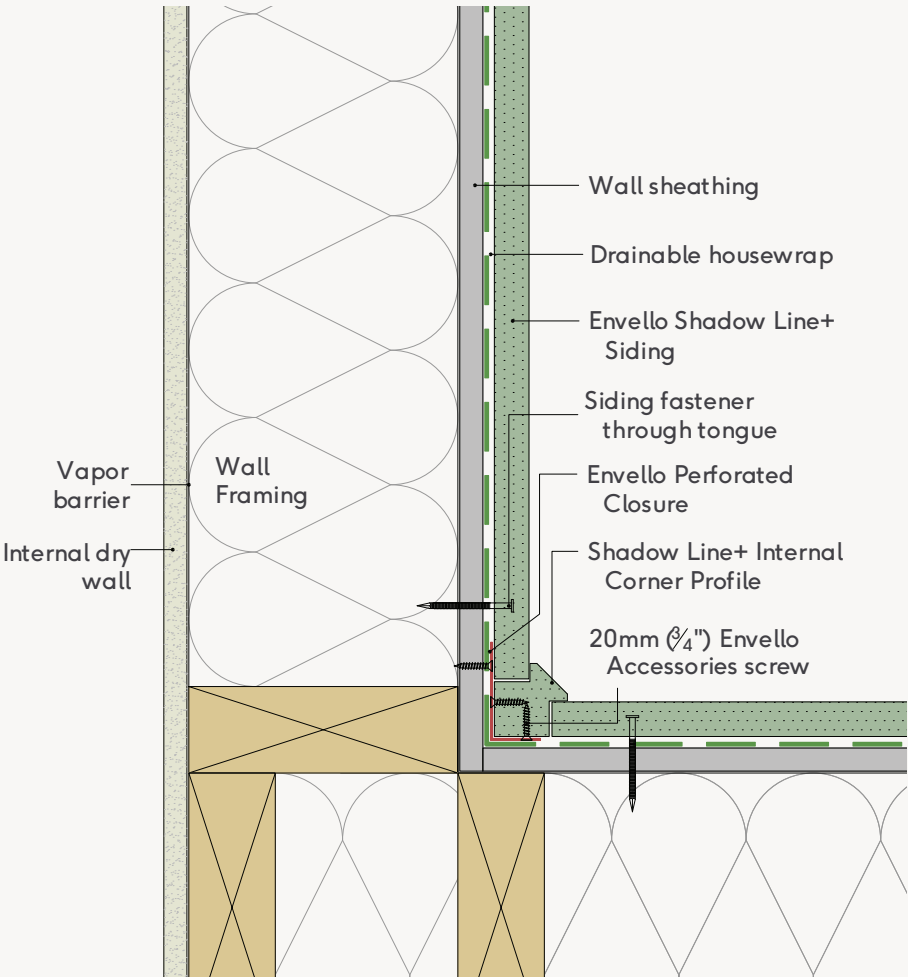 Wall sheathing
Drainable housewrap
Envello Shadow Line+
Siding
Siding fastener
through tongue
Envello Perforated
Closure
Shadow Line+ Internal
Corner Profile
20mm (¾") Envello
Accessories screw
Vapor
barrier
Wall
Framing
Internal dry
wall